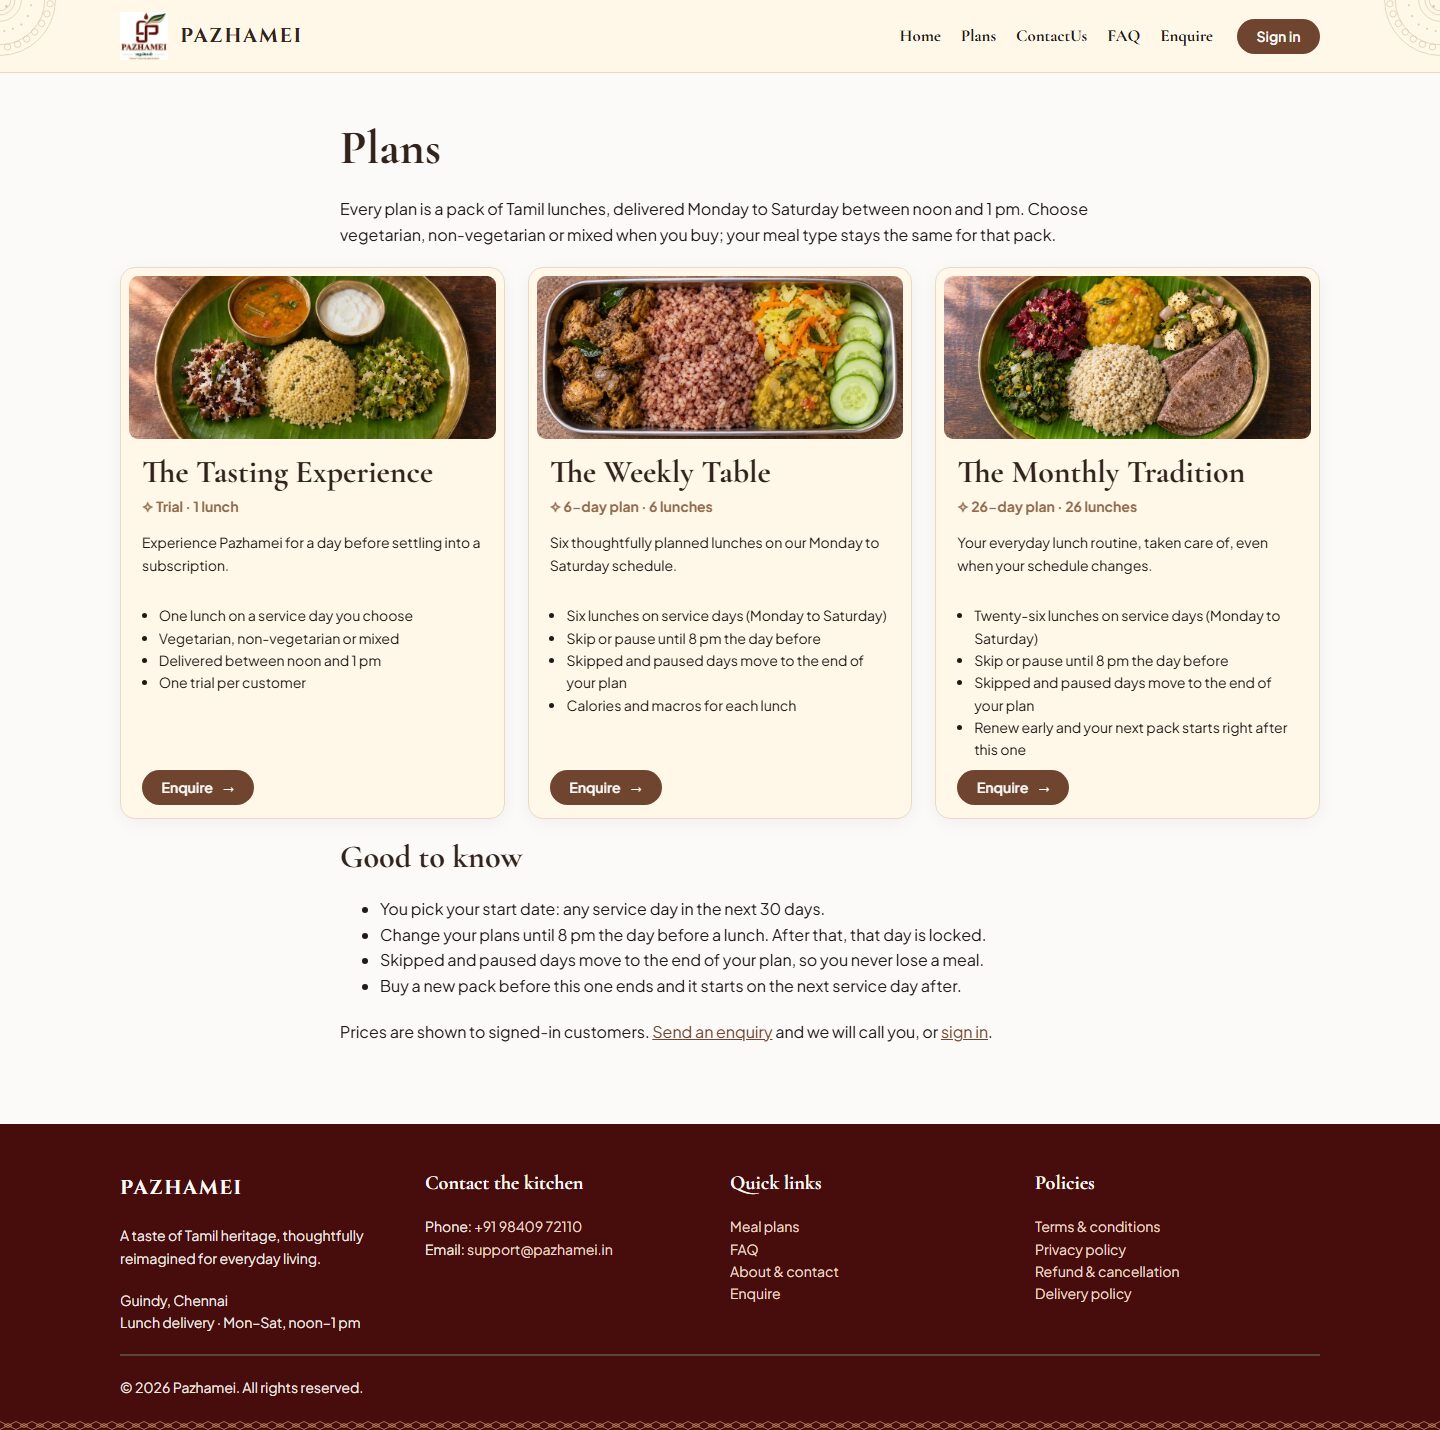 PAZHAMEI
PAZHAMEI
Home Plans ContactUs FAQ Enquire Sign in
Plans
Every plan is a pack of Tamil lunches, delivered Monday to Saturday between noon and 1 pm. Choose
vegetarian, non-vegetarian or mixed when you buy; your meal type stays the same for that pack.
The Tasting Experience
✧ Trial · 1 lunch
Experience Pazhamei for a day before settling into a
subscription.
• One lunch on a service day you choose
• Vegetarian, non-vegetarian or mixed
• Delivered between noon and 1 pm
• One trial per customer
Enquire →
The Weekly Table
✧ 6-day plan · 6 lunches
Six thoughtfully planned lunches on our Monday to
Saturday schedule.
• Six lunches on service days (Monday to Saturday)
• Skip or pause until 8 pm the day before
• Skipped and paused days move to the end of
your plan
• Calories and macros for each lunch
Enquire →
The Monthly Tradition
✧ 26-day plan · 26 lunches
Your everyday lunch routine, taken care of, even
when your schedule changes.
• Twenty-six lunches on service days (Monday to
Saturday)
• Skip or pause until 8 pm the day before
• Skipped and paused days move to the end of
your plan
• Renew early and your next pack starts right after
this one
Enquire →
Good to know
• You pick your start date: any service day in the next 30 days.
• Change your plans until 8 pm the day before a lunch. After that, that day is locked.
• Skipped and paused days move to the end of your plan, so you never lose a meal.
• Buy a new pack before this one ends and it starts on the next service day after.
Prices are shown to signed-in customers. Send an enquiry and we will call you, or sign in.
PAZHAMEI
A taste of Tamil heritage, thoughtfully
reimagined for everyday living.
Guindy, Chennai
Lunch delivery · Mon–Sat, noon–1 pm
Contact the kitchen
Phone: +91 98409 72110
Email: support@pazhamei.in
Quick links
Meal plans
FAQ
About & contact
Enquire
Policies
Terms & conditions
Privacy policy
Refund & cancellation
Delivery policy
© 2026 Pazhamei. All rights reserved.